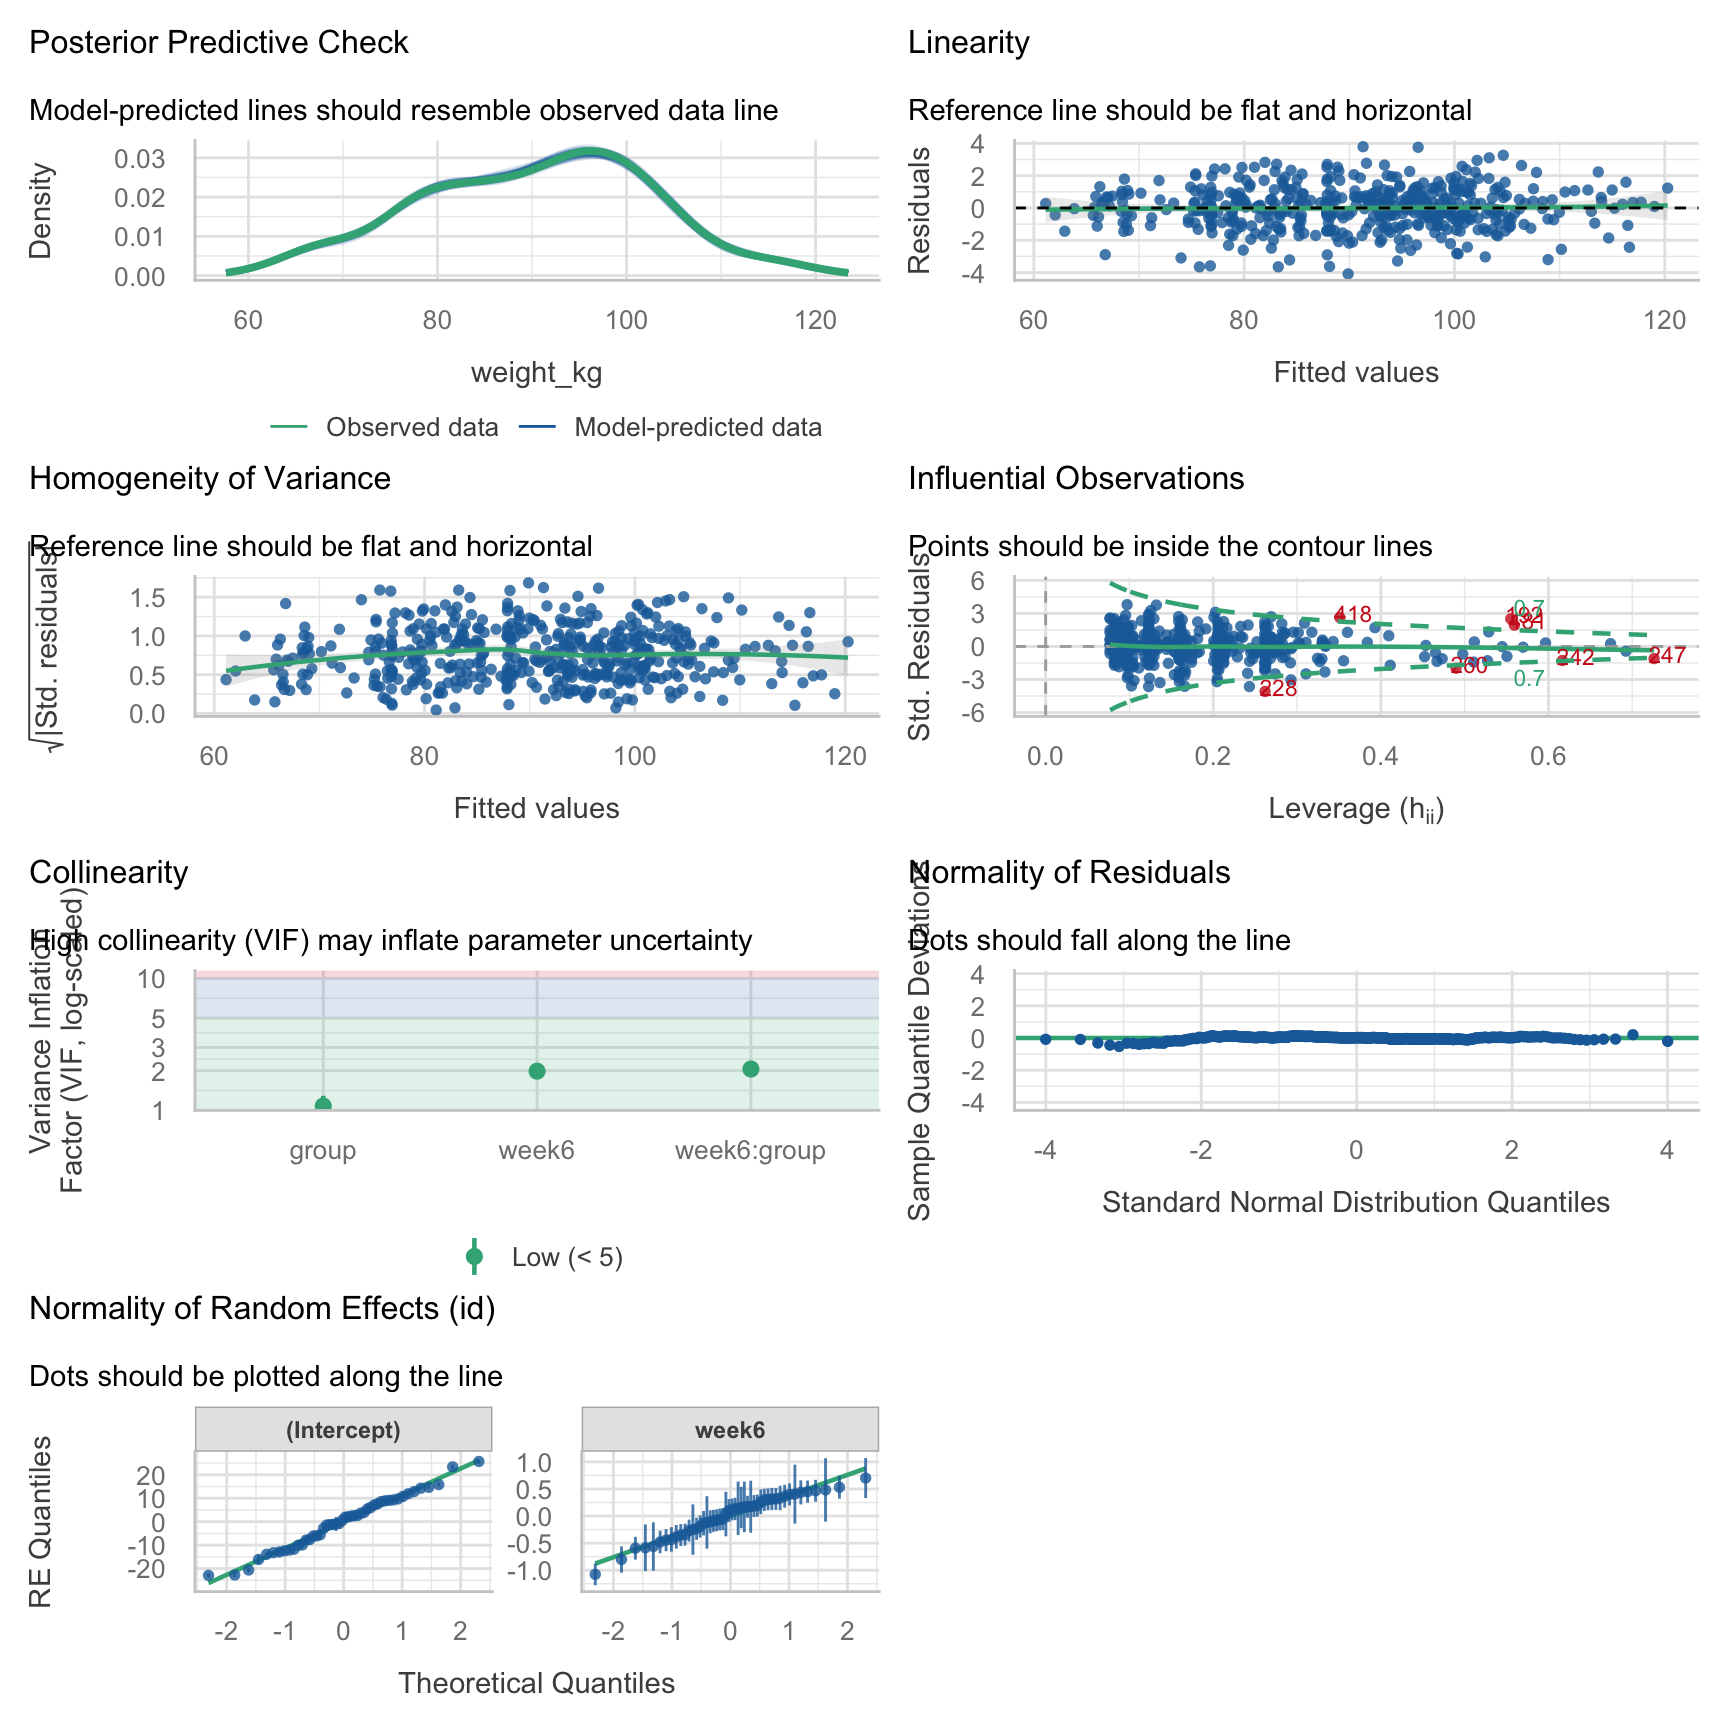 Posterior Predictive Check
Model-predicted lines should resemble observed data line
Density
0.03
0.02
0.01
0.00
60 80 100 120
weight_kg
Observed data Model-predicted data
Linearity
Reference line should be flat and horizontal
Residuals
4
2
0
-2
-4
60 80 100 120
Fitted values
Homogeneity of Variance
Reference line should be flat and horizontal
√|Std. residuals|
1.5
1.0
0.5
0.0
60 80 100 120
Fitted values
Influential Observations
Points should be inside the contour lines
Std. Residuals
6
3
0
-3
-6
418
0.7
192
260
242
247
0.7
228
0.0 0.2 0.4 0.6
Leverage (hii)
Collinearity
High collinearity (VIF) may inflate parameter uncertainty
Variance Inflation
Factor (VIF, log-scaled)
10
5
3
2
1
group week6 week6:group
Low (< 5)
Normality of Residuals
Dots should fall along the line
Sample Quantile Deviations
4
2
0
-2
-4
-4 -2 0 2 4
Standard Normal Distribution Quantiles
Normality of Random Effects (id)
Dots should be plotted along the line
RE Quantiles
(Intercept)
20
10
0
-10
-20
-2 -1 0 1 2
week6
1.0
0.5
0.0
-0.5
-1.0
-2 -1 0 1 2
Theoretical Quantiles